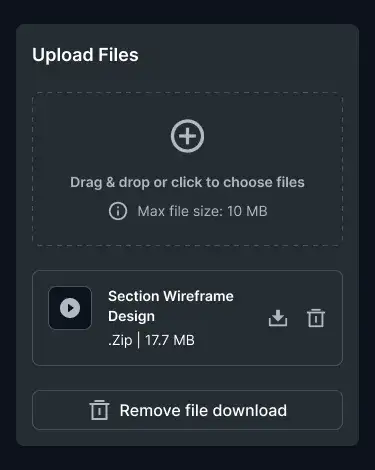 Upload Files
Drag & drop or click to choose files
Max file size: 10 MB
Section Wireframe
Design
.Zip | 17.7 MB
Remove file download